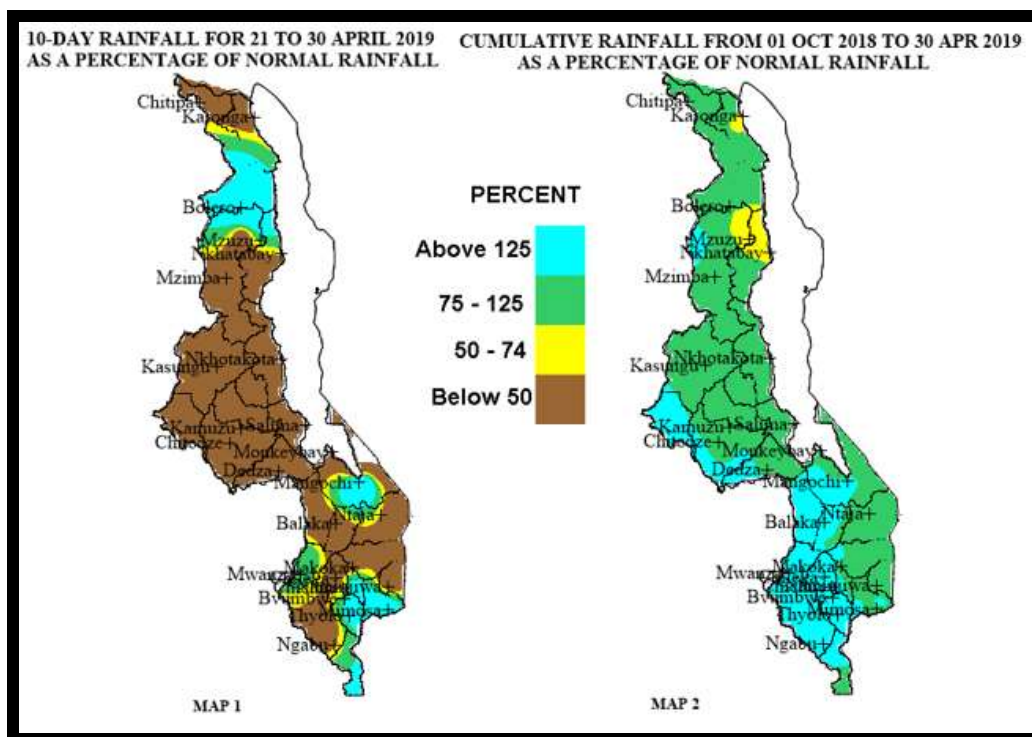 10-DAY RAINFALL FOR 21 TO 30 APRIL 2019
AS A PERCENTAGE OF NORMAL RAINFALL
Chitipa
Karonga
Bolero
Mzuzu
Nkhatabay
Mzimba
Nkhotakota
Kasungu
Kamuzu
Salima
Chitedze
Monkeybay
Dedza
Mangochi
Ntaja
Balaka
Makoka
Mwanza
Bvumbwe
Mimosa
Thyolo
Ngabu
MAP 1
PERCENT
Above 125
75 - 125
50 - 74
Below 50
CUMULATIVE RAINFALL FROM 01 OCT 2018 TO 30 APR 2019
AS A PERCENTAGE OF NORMAL RAINFALL
Chitipa
Karonga
Bolero
Mzuzu
Nkhatabay
Mzimba
Nkhotakota
Kasungu
Kamuzu
Salima
Chitedze
Monkeybay
Dedza
Mangochi
Ntaja
Balaka
Makoka
Mwanza
Bvumbwe
Mimosa
Thyolo
Ngabu
MAP 2